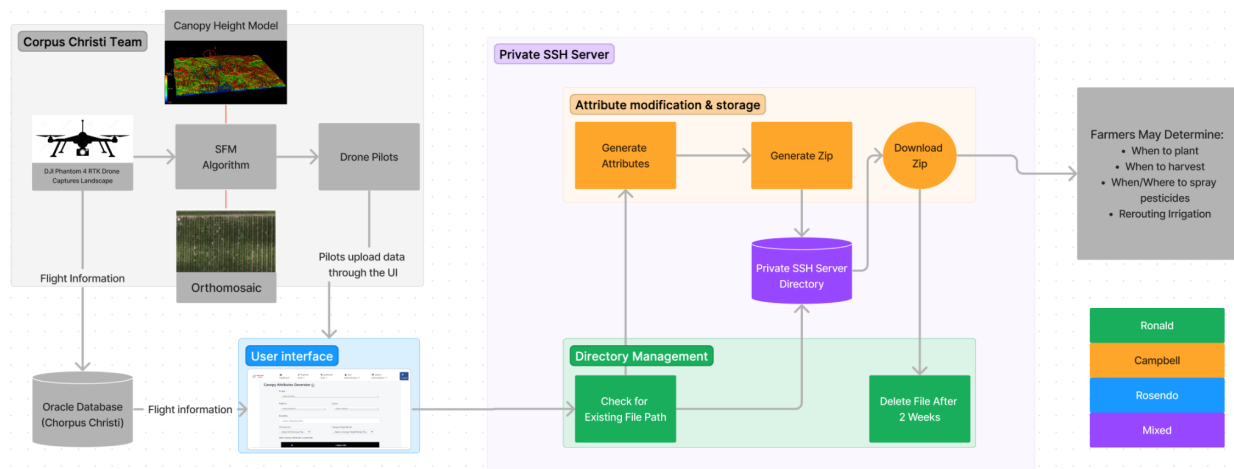 Canopy Height Model
Corpus Christi Team
DJI Phantom 4 RTK Drone
Captures Landscape
SFM
Algorithm
Drone Pilots
Orthomosaic
Flight Information
Pilots upload data
through the UI
Oracle Database
(Chorpus Christi)
Flight information
User interface
Canopy Attributes Generator
Private SSH Server
Attribute modification & storage
Generate
Attributes
Generate Zip
Download
Zip
Private SSH Server
Directory
Directory Management
Check for
Existing File Path
Delete File After
2 Weeks
Farmers May Determine:
• When to plant
• When to harvest
• When/Where to spray
pesticides
• Rerouting Irrigation
Ronald
Campbell
Rosendo
Mixed